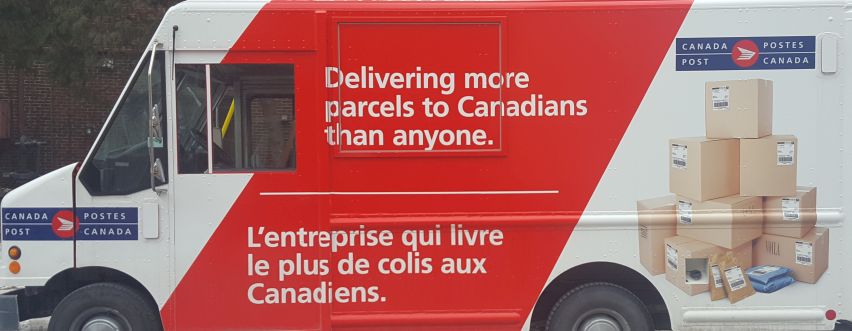 Delivering more
parcels to Canadians
than anyone.
CANADA POSTES
POST CANADA
CANADA POSTES
POST CANADA
L'entreprise qui livre
le plus de colis aux
Canadiens.